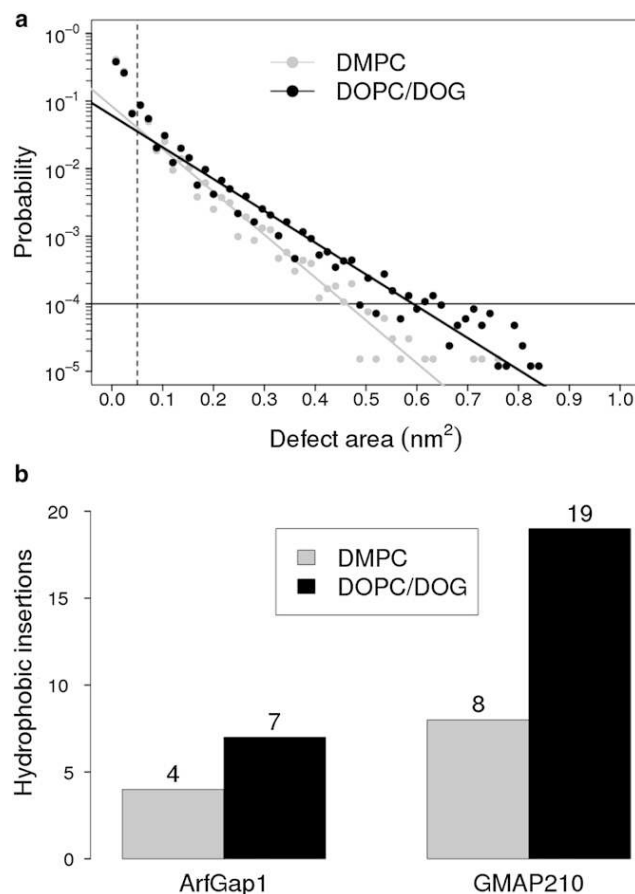 a
10⁻⁰
10⁻¹
10⁻²
10⁻³
10⁻⁴
10⁻⁵
Probability
DMPC
DOPC/DOG
0.0 0.1 0.2 0.3 0.4 0.5 0.6 0.7 0.8 0.9 1.0
Defect area (nm²)
b
20
15
10
5
0
Hydrophobic insertions
DMPC
DOPC/DOG
4
7
8
19
ArfGap1
GMAP210